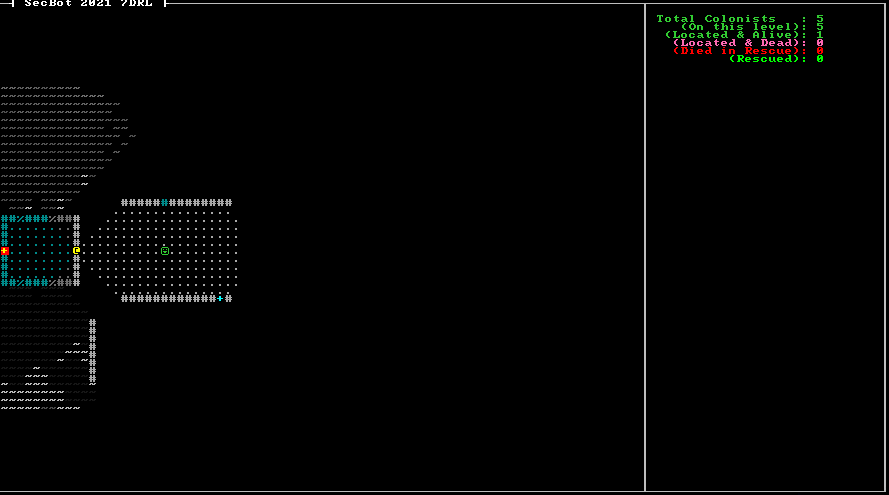 SecBot 2021 7DRL
Total Colonists : 5
(On this level): 5
(Located & Alive): 1
(Located & Dead): 0
(Died in Rescue): 0
(Rescued): 0